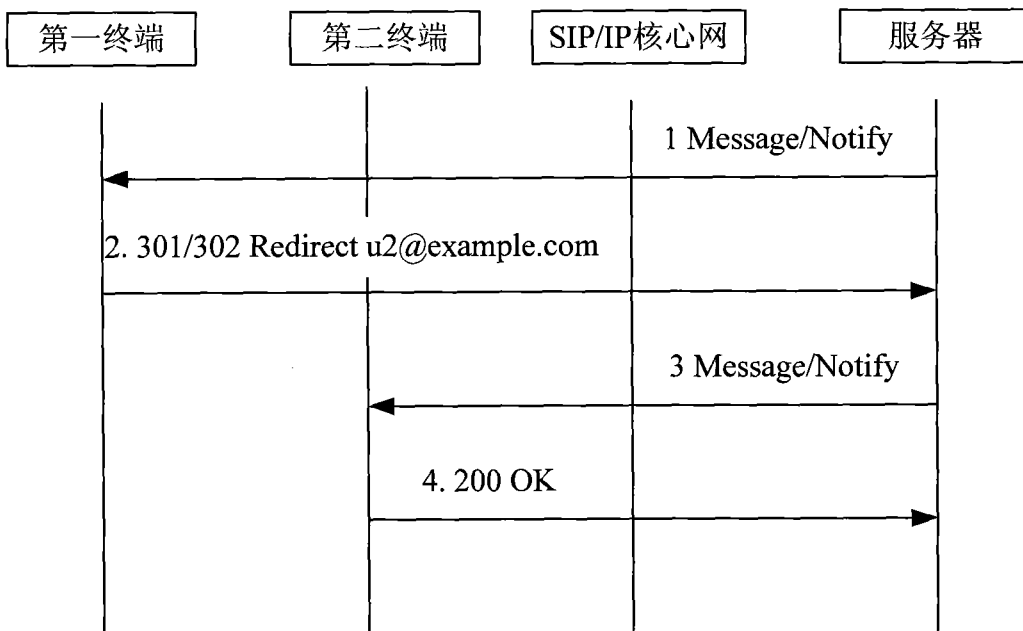 第一终端
第二终端
SIP/IP核心网
服务器
1 Message/Notify
2. 301/302 Redirect u2@example.com
3 Message/Notify
4. 200 OK